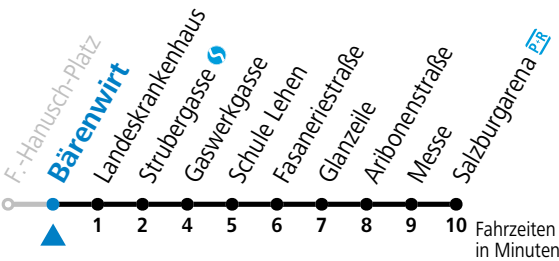 F.-Hanusch-Platz
Bärenwirt
Landeskrankenhaus
Strubergasse S
Gaswerkgasse
Schule Lehen
Fasaneriestraße
Glanzeile
Aribonenstraße
Messe
Salzburgarena P+R
1 2 4 5 6 7 8 9 10 Fahrzeiten
in Minuten